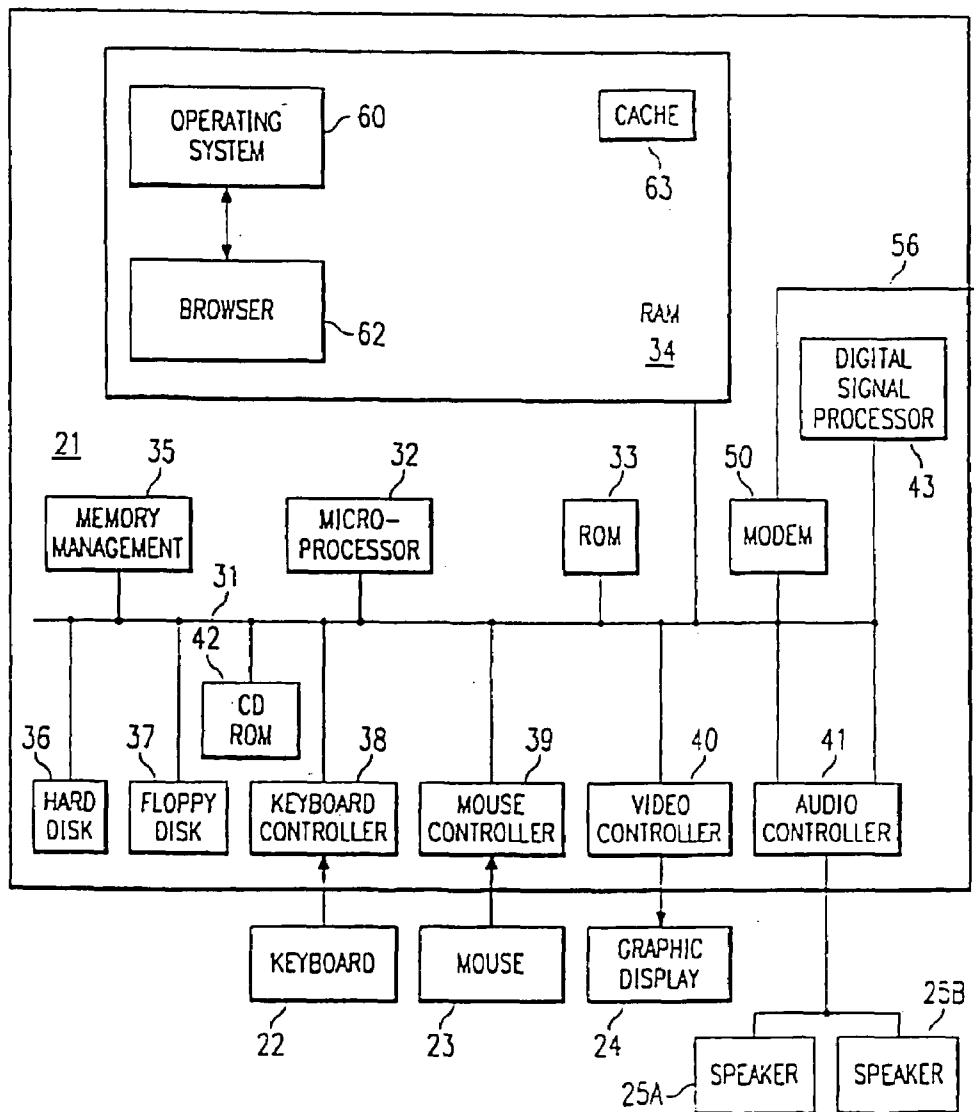 OPERATING
SYSTEM
60
CACHE
63
BROWSER
62
RAM
34
56
DIGITAL
SIGNAL
PROCESSOR
43
21
35
MEMORY
MANAGEMENT
32
MICRO-
PROCESSOR
33
ROM
50
MODEM
31
42
CD
ROM
36
HARD
DISK
37
FLOPPY
DISK
38
KEYBOARD
CONTROLLER
39
MOUSE
CONTROLLER
40
VIDEO
CONTROLLER
41
AUDIO
CONTROLLER
KEYBOARD
22
MOUSE
23
GRAPHIC
DISPLAY
24
25A
SPEAKER
25B
SPEAKER